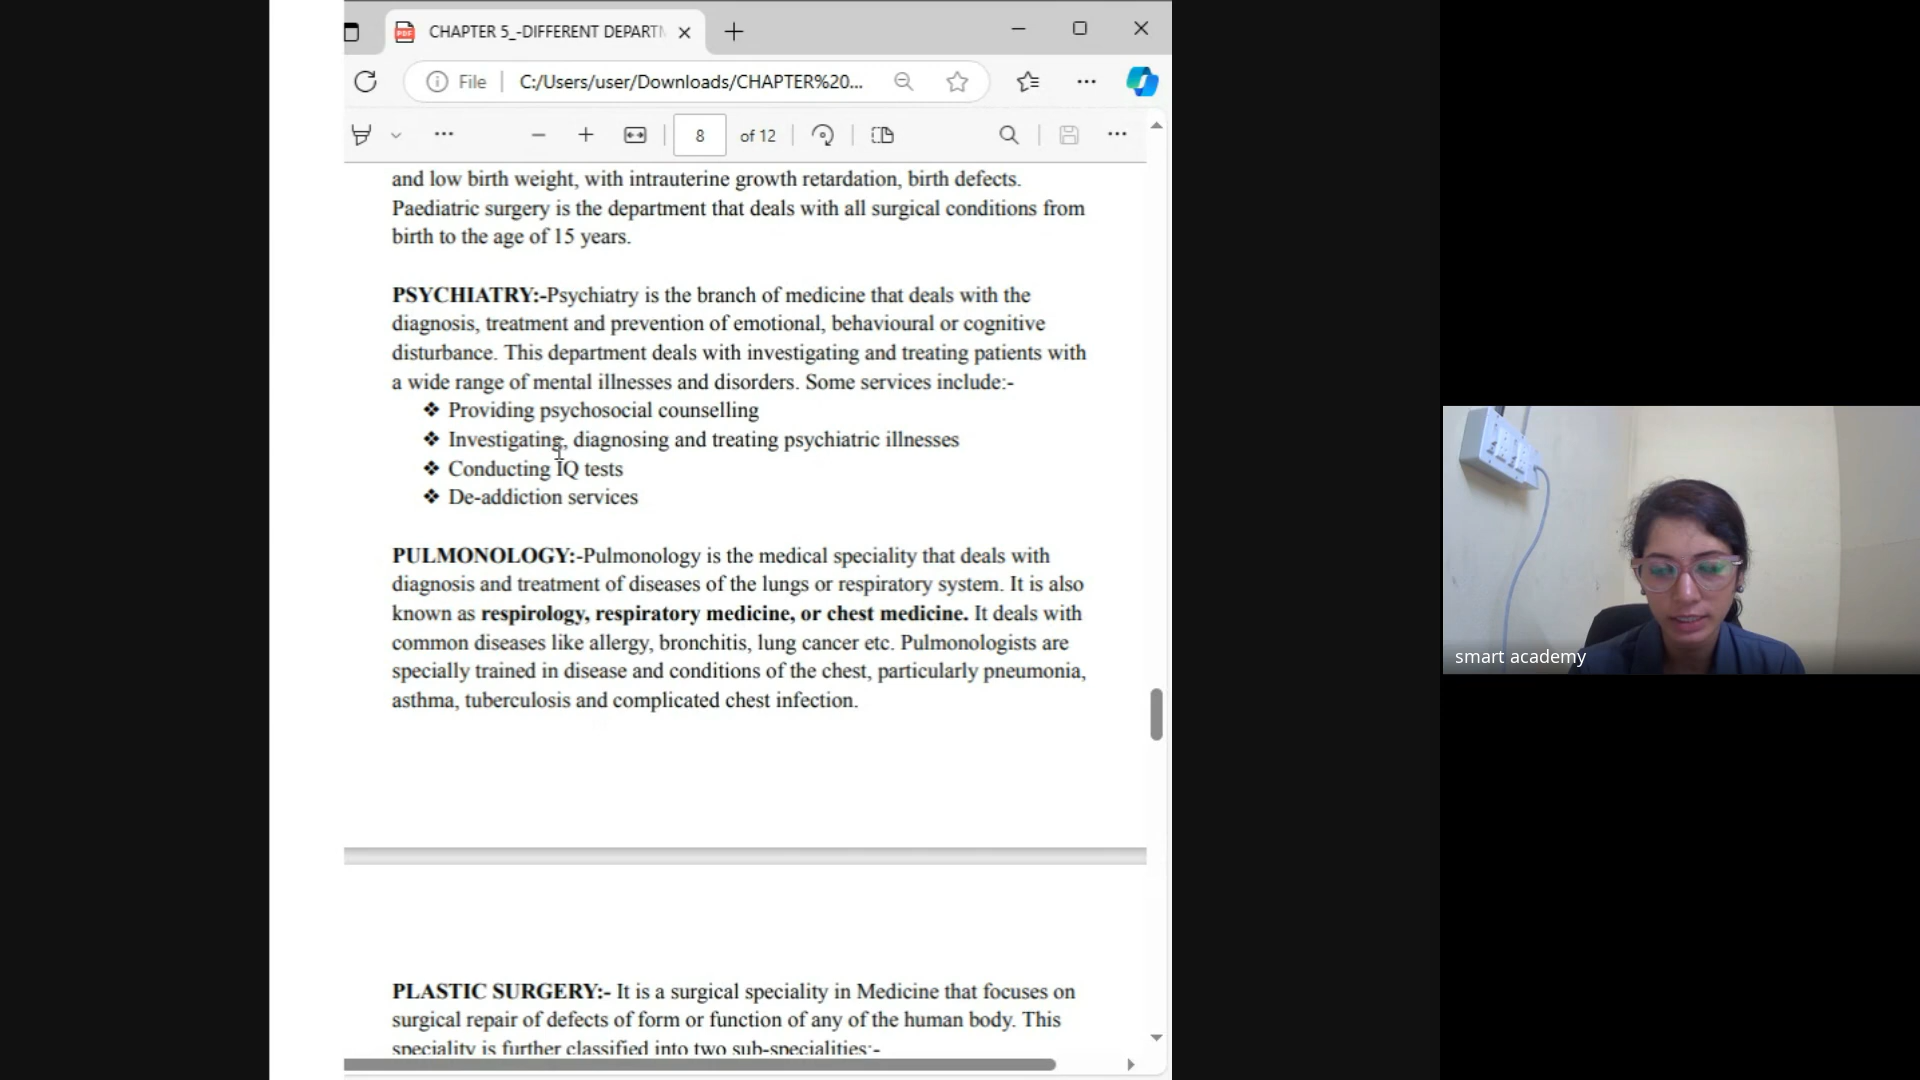 CHAPTER 5_-DIFFERENT DEPARTM
File
C:/Users/user/Downloads/CHAPTER%20...
8 of 12
and low birth weight, with intrauterine growth retardation, birth defects.
Paediatric surgery is the department that deals with all surgical conditions from
birth to the age of 15 years.
PSYCHIATRY:-Psychiatry is the branch of medicine that deals with the
diagnosis, treatment and prevention of emotional, behavioural or cognitive
disturbance. This department deals with investigating and treating patients with
a wide range of mental illnesses and disorders. Some services include:-
❖ Providing psychosocial counselling
❖ Investigating, diagnosing and treating psychiatric illnesses
❖ Conducting IQ tests
❖ De-addiction services
PULMONOLOGY:-Pulmonology is the medical speciality that deals with
diagnosis and treatment of diseases of the lungs or respiratory system. It is also
known as respirology, respiratory medicine, or chest medicine. It deals with
common diseases like allergy, bronchitis, lung cancer etc. Pulmonologists are
specially trained in disease and conditions of the chest, particularly pneumonia,
asthma, tuberculosis and complicated chest infection.
PLASTIC SURGERY:- It is a surgical speciality in Medicine that focuses on
surgical repair of defects of form or function of any of the human body. This
speciality is further classified into two sub-specialities:-
smart academy